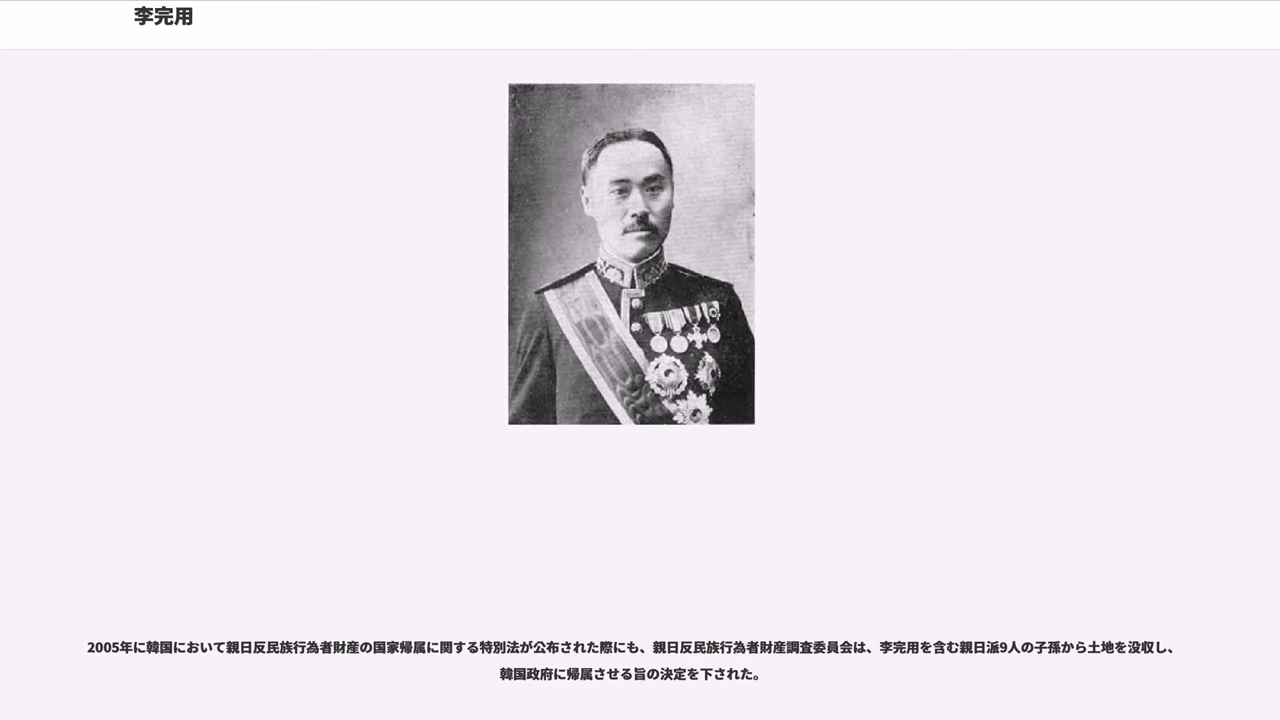 李完用
2005年に韓国において親日反民族行為者財産の国家帰属に関する特別法が公布された際にも、親日反民族行為者財産調査委員会は、李完用を含む親日派9人の子孫から土地を没収し、
韓国政府に帰属させる旨の決定を下された。